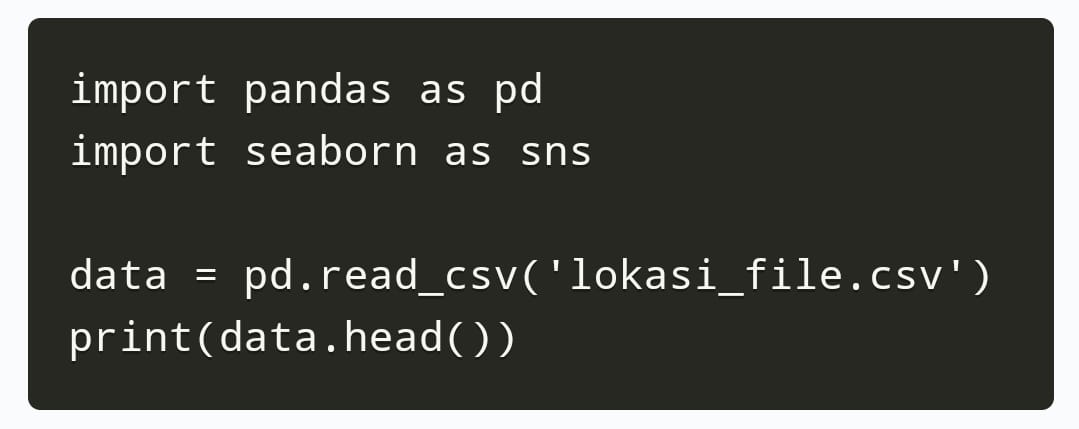 import pandas as pd
import seaborn as sns
data = pd.read_csv('lokasi_file.csv')
print(data.head())